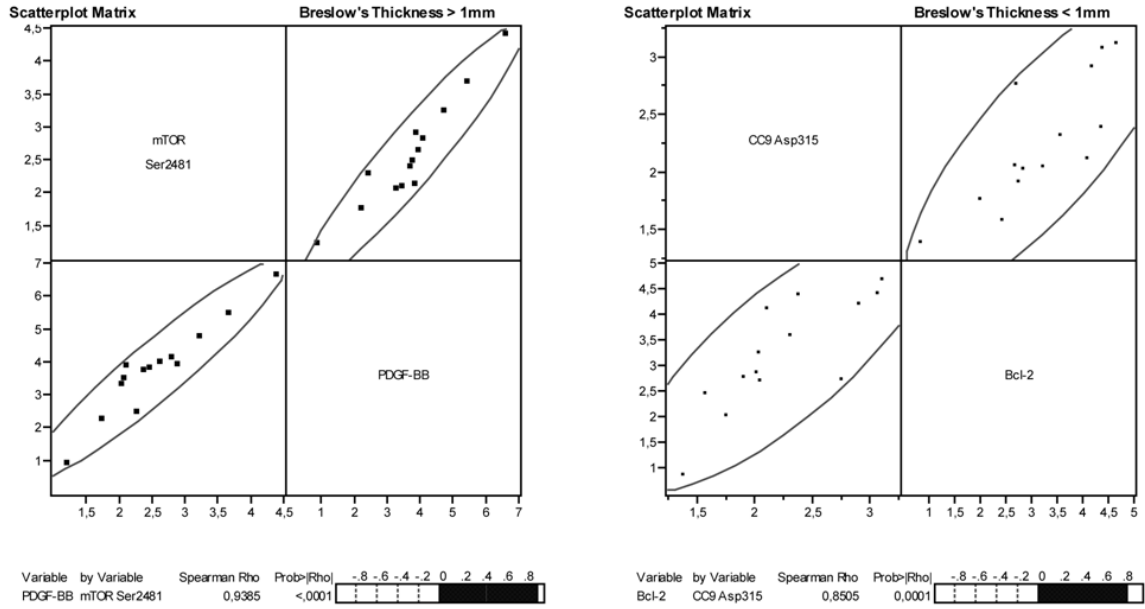 Scatterplot Matrix Breslow's Thickness > 1mm
4,5
4
3,5
3
2,5
2
1,5
mTOR
Ser2481
7
6
5
4
3
2
1
PDGF-BB
1,5 2 2,5 3 3,5 4 4,5 1 2 3 4 5 6 7
Variable by Variable Spearman Rho Prob>|Rho| -.8 -.6 -.4 -.2 0 .2 .4 .6 .8
PDGF-BB mTOR Ser2481 0,9385 <,0001
Scatterplot Matrix Breslow's Thickness < 1mm
3
2,5
2
1,5
CC9 Asp315
5
4,5
4
3,5
3
2,5
2
1,5
1
Bcl-2
1,5 2 2,5 3 1 1,5 2 2,5 3 3,5 4 4,5 5
Variable by Variable Spearman Rho Prob>|Rho| -.8 -.6 -.4 -.2 0 .2 .4 .6 .8
Bcl-2 CC9 Asp315 0,8505 0,0001